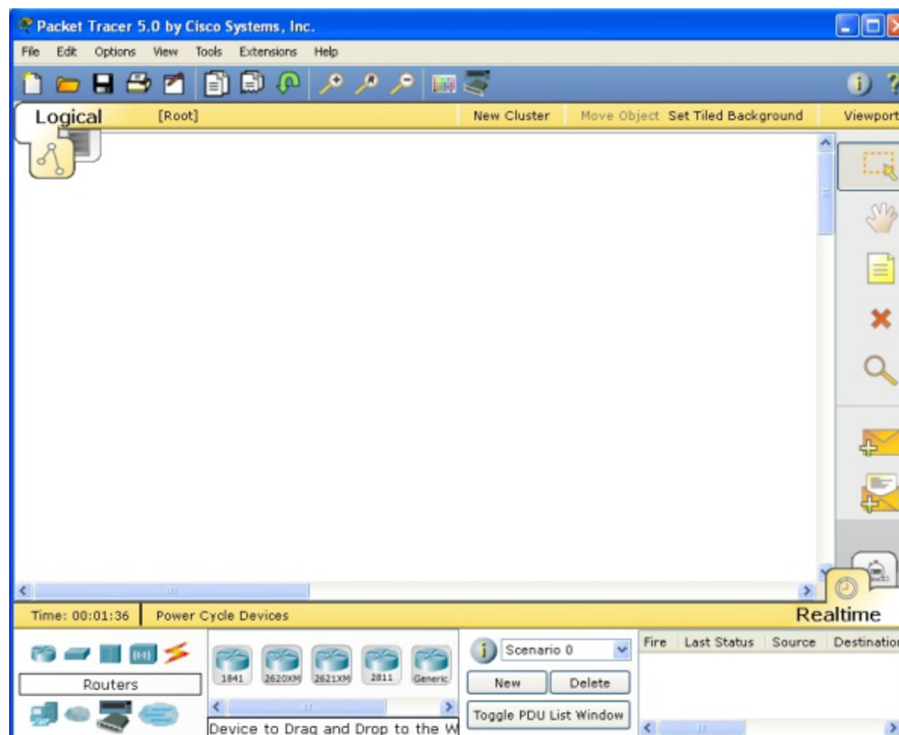 Packet Tracer 5.0 by Cisco Systems, Inc.
File Edit Options View Tools Extensions Help
Logical [Root] New Cluster Move Object Set Tiled Background Viewport
Time: 00:01:36 Power Cycle Devices Realtime
Fire Last Status Source Destination
Scenario 0
1841 2620XM 2621XM 2811 Generic
Routers
New Delete
Toggle PDU List Window
Device to Drag and Drop to the W